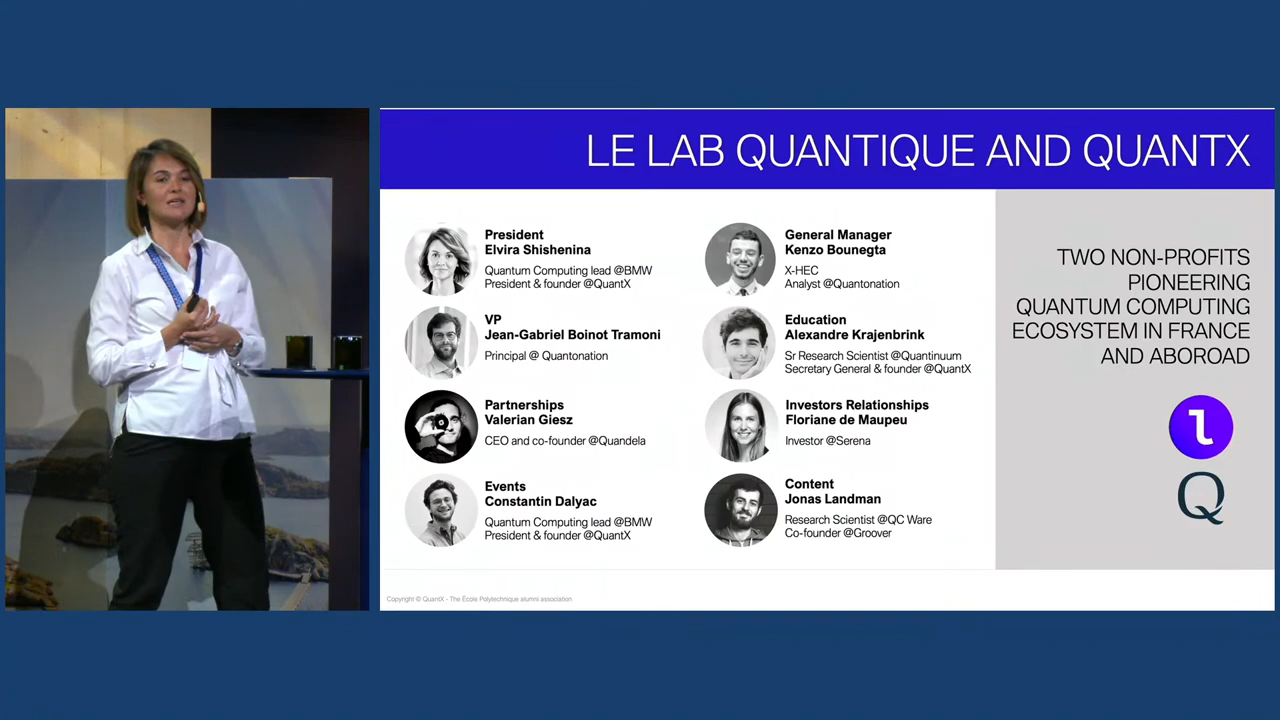 LE LAB QUANTIQUE AND QUANTX
President
Elvira Shishenina
Quantum Computing lead @BMW
President & founder @QuantX
VP
Jean-Gabriel Boinot Tramoni
Principal @ Quantonation
Partnerships
Valerian Giesz
CEO and co-founder @Quandela
Events
Constantin Dalyac
Quantum Computing lead @BMW
President & founder @QuantX
General Manager
Kenzo Bounegta
X-HEC
Analyst @Quantonation
Education
Alexandre Krajenbrink
Sr Research Scientist @Quantinuum
Secretary General & founder @QuantX
Investors Relationships
Floriane de Maupeu
Investor @Serena
Content
Jonas Landman
Research Scientist @QC Ware
Co-founder @Groover
TWO NON-PROFITS
PIONEERING
QUANTUM COMPUTING
ECOSYSTEM IN FRANCE
AND ABOROAD
l
Q
Copyright © QuantX - The École Polytechnique alumni association